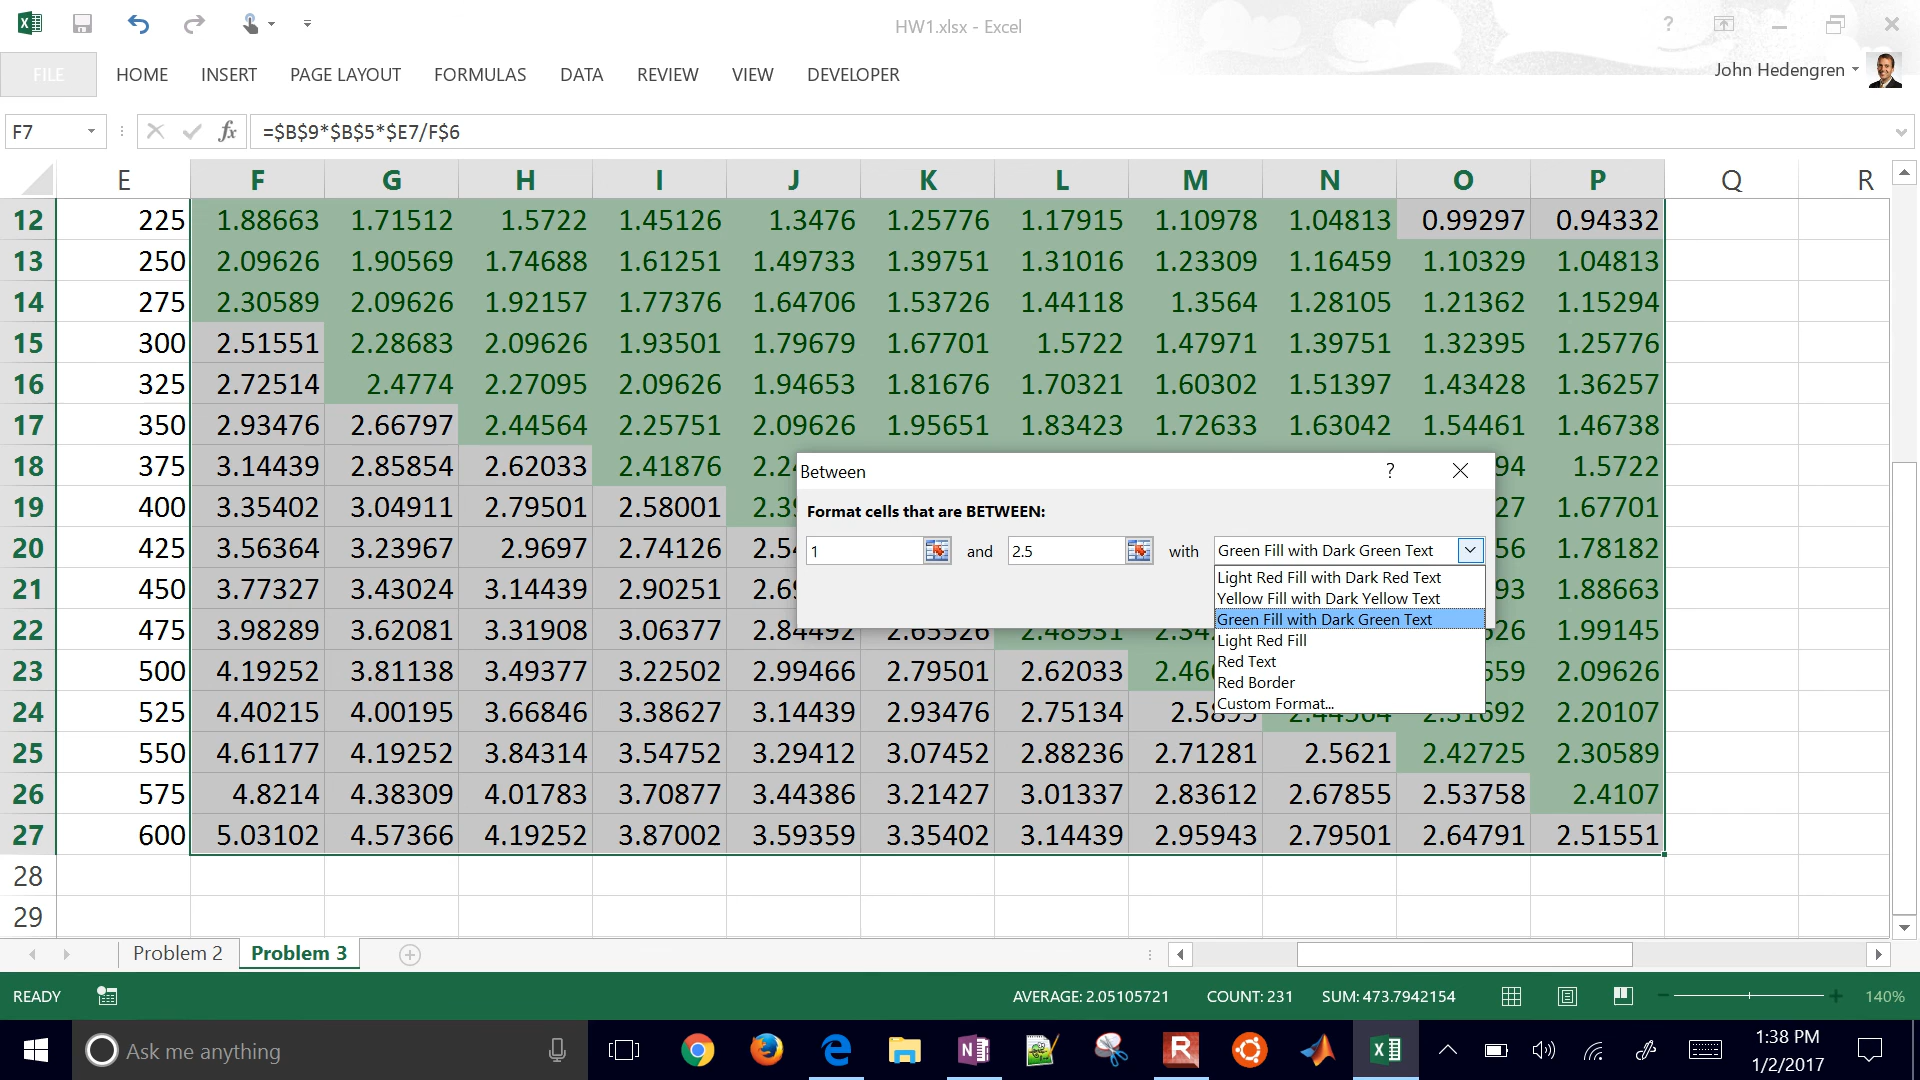 HW1.xlsx - Excel
FILE HOME INSERT PAGE LAYOUT FORMULAS DATA REVIEW VIEW DEVELOPER
John Hedengren
F7 fx =$B$9*$B$5*$E7/F$6
E F G H I J K L M N O P Q R
12 225 1.88663 1.71512 1.5722 1.45126 1.3476 1.25776 1.17915 1.10978 1.04813 0.99297 0.94332
13 250 2.09626 1.90569 1.74688 1.61251 1.49733 1.39751 1.31016 1.23309 1.16459 1.10329 1.04813
14 275 2.30589 2.09626 1.92157 1.77376 1.64706 1.53726 1.44118 1.3564 1.28105 1.21362 1.15294
15 300 2.51551 2.28683 2.09626 1.93501 1.79679 1.67701 1.5722 1.47971 1.39751 1.32395 1.25776
16 325 2.72514 2.4774 2.27095 2.09626 1.94653 1.81676 1.70321 1.60302 1.51397 1.43428 1.36257
17 350 2.93476 2.66797 2.44564 2.25751 2.09626 1.95651 1.83423 1.72633 1.63042 1.54461 1.46738
18 375 3.14439 2.85854 2.62033 2.41876 2.2 94 1.5722
19 400 3.35402 3.04911 2.79501 2.58001 2.3 27 1.67701
20 425 3.56364 3.23967 2.9697 2.74126 2.5 56 1.78182
21 450 3.77327 3.43024 3.14439 2.90251 2.6 93 1.88663
22 475 3.98289 3.62081 3.31908 3.06377 2.84492 2.65526 2.48931 2.34 626 1.99145
23 500 4.19252 3.81138 3.49377 3.22502 2.99466 2.79501 2.62033 2.46 659 2.09626
24 525 4.40215 4.00195 3.66846 3.38627 3.14439 2.93476 2.75134 2.5895 2.44564 2.31692 2.20107
25 550 4.61177 4.19252 3.84314 3.54752 3.29412 3.07452 2.88236 2.71281 2.5621 2.42725 2.30589
26 575 4.8214 4.38309 4.01783 3.70877 3.44386 3.21427 3.01337 2.83612 2.67855 2.53758 2.4107
27 600 5.03102 4.57366 4.19252 3.87002 3.59359 3.35402 3.14439 2.95943 2.79501 2.64791 2.51551
28
29
Between ?
Format cells that are BETWEEN:
1 and 2.5 with Green Fill with Dark Green Text
Light Red Fill with Dark Red Text
Yellow Fill with Dark Yellow Text
Green Fill with Dark Green Text
Light Red Fill
Red Text
Red Border
Custom Format...
Problem 2 Problem 3
READY AVERAGE: 2.05105721 COUNT: 231 SUM: 473.7942154 140%
Ask me anything
1:38 PM
1/2/2017